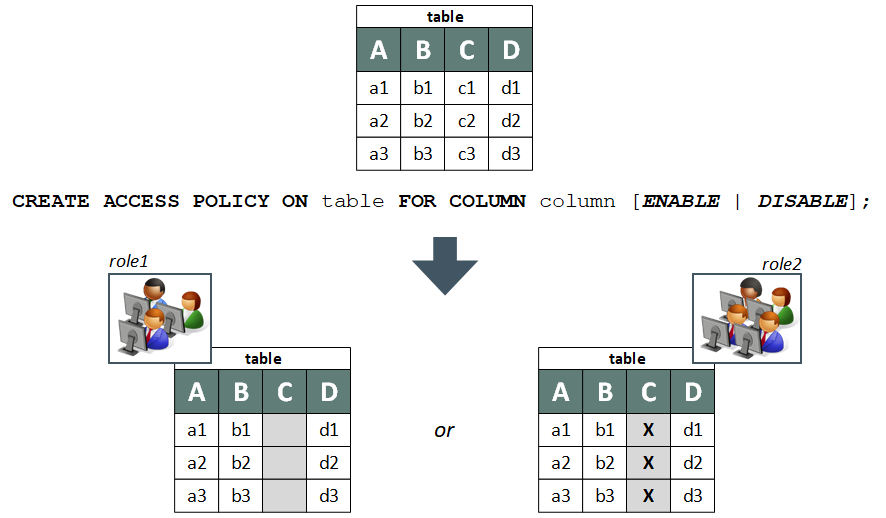 table
A B C D
a1 b1 c1 d1
a2 b2 c2 d2
a3 b3 c3 d3
CREATE ACCESS POLICY ON table FOR COLUMN column [ENABLE | DISABLE];
role1
table
A B C D
a1 b1 d1
a2 b2 d2
a3 b3 d3
or
role2
table
A B C D
a1 b1 X d1
a2 b2 X d2
a3 b3 X d3